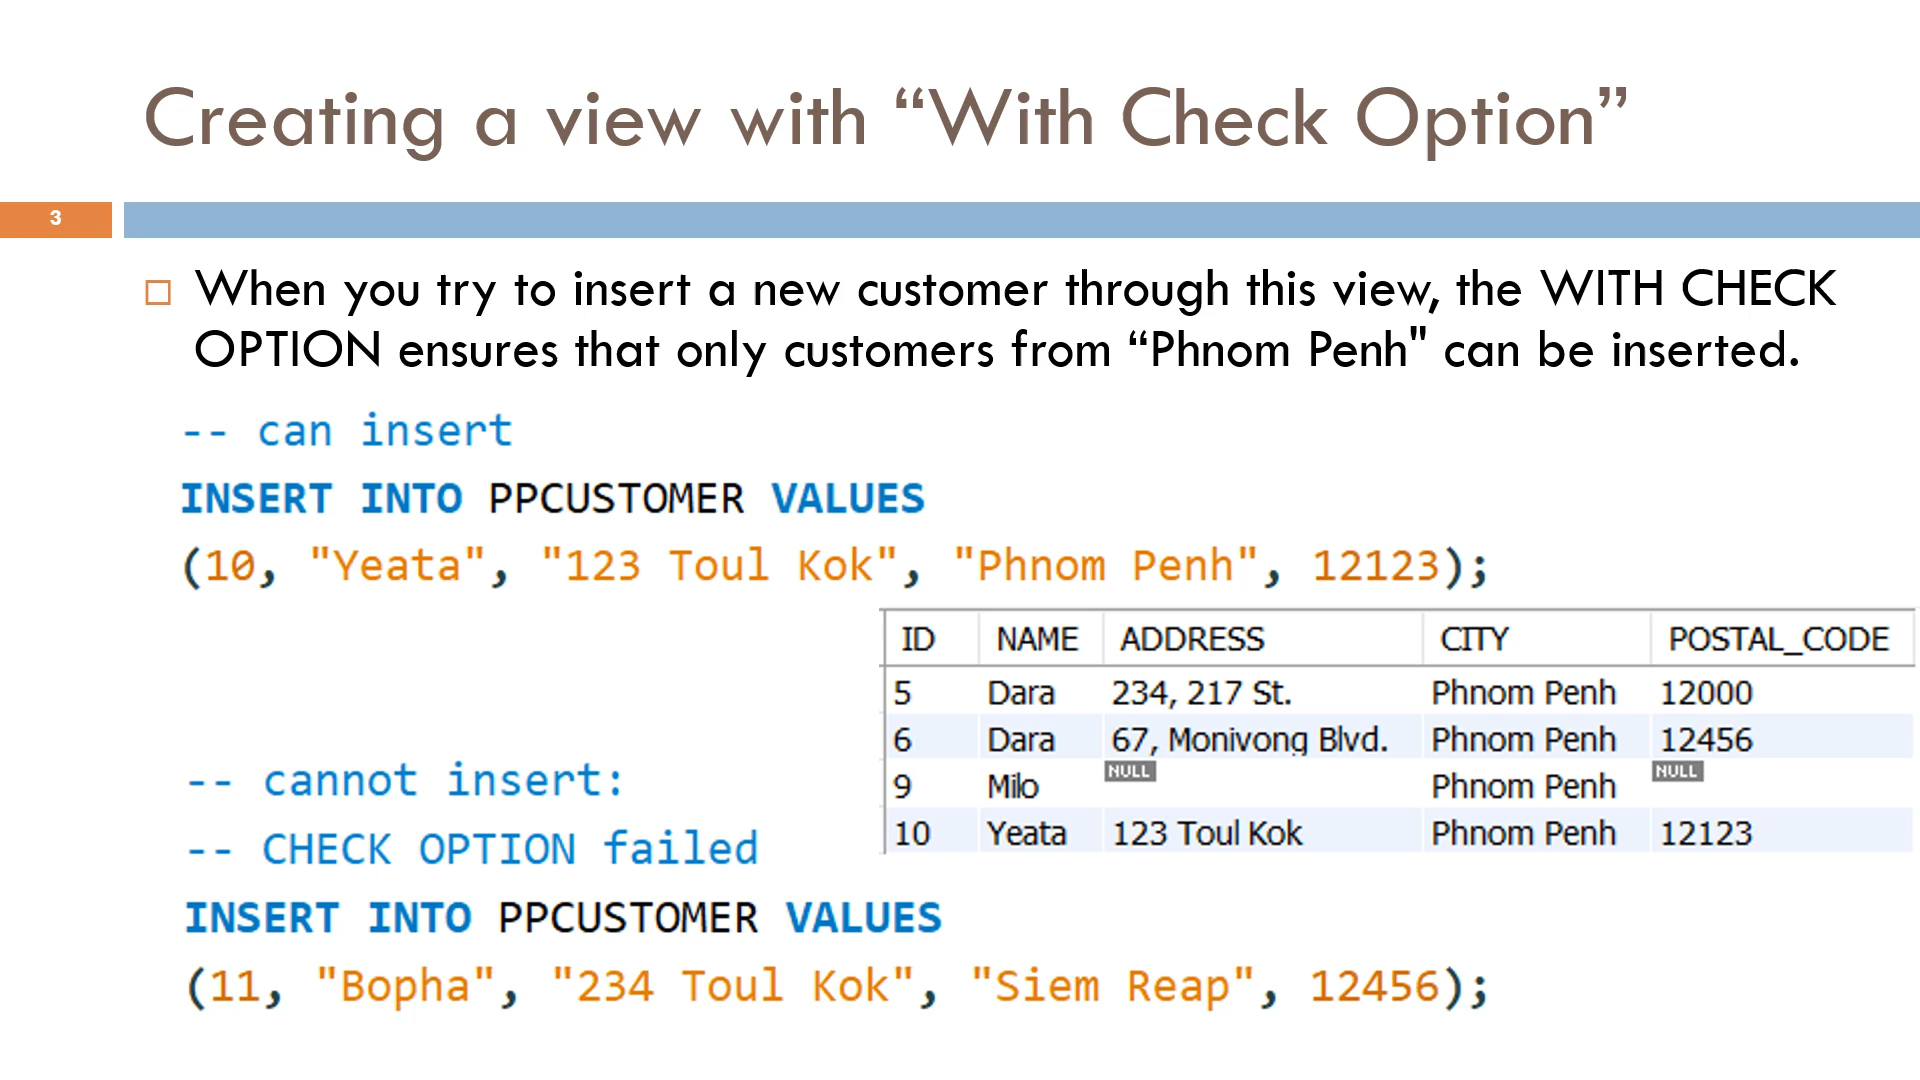 Creating a view with “With Check Option”
3
When you try to insert a new customer through this view, the WITH CHECK
OPTION ensures that only customers from “Phnom Penh" can be inserted.
-- can insert
INSERT INTO PPCUSTOMER VALUES
(10, "Yeata", "123 Toul Kok", "Phnom Penh", 12123);
ID NAME ADDRESS CITY POSTAL_CODE
5 Dara 234, 217 St. Phnom Penh 12000
6 Dara 67, Monivong Blvd. Phnom Penh 12456
9 Milo NULL Phnom Penh NULL
10 Yeata 123 Toul Kok Phnom Penh 12123
-- cannot insert:
-- CHECK OPTION failed
INSERT INTO PPCUSTOMER VALUES
(11, "Bopha", "234 Toul Kok", "Siem Reap", 12456);